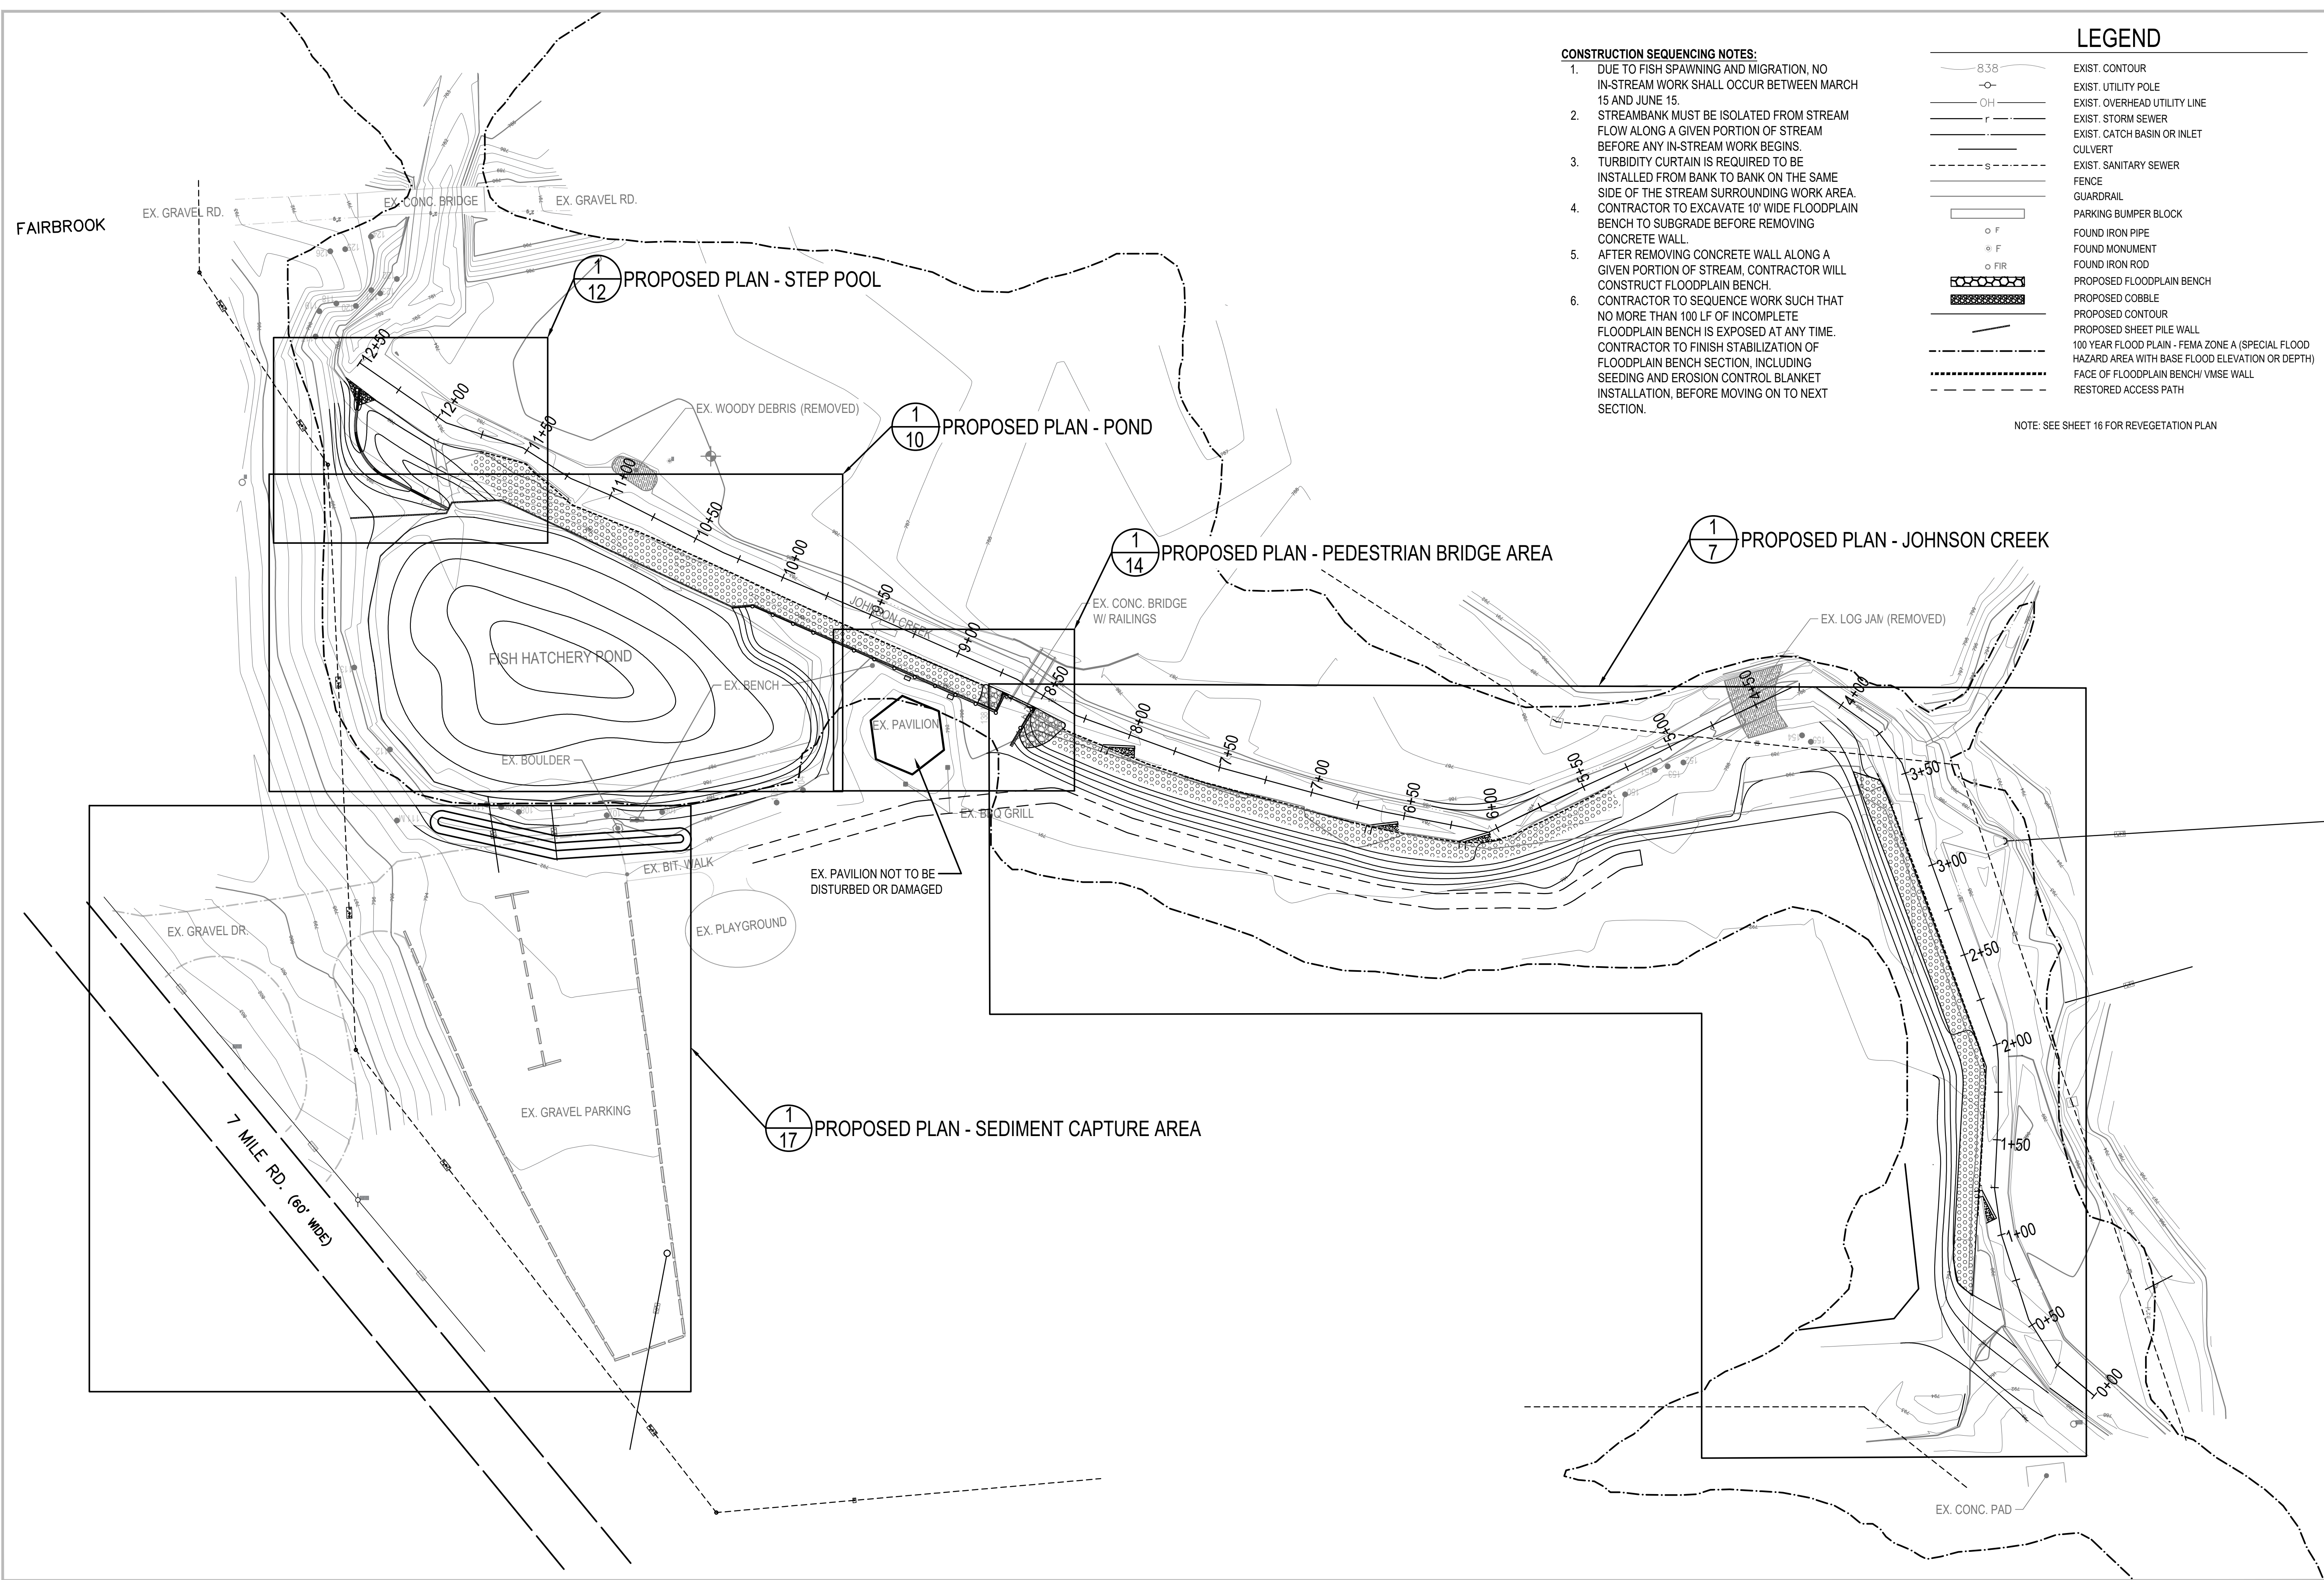 CONSTRUCTION SEQUENCING NOTES:
1. DUE TO FISH SPAWNING AND MIGRATION, NO
IN-STREAM WORK SHALL OCCUR BETWEEN MARCH
15 AND JUNE 15.
2. STREAMBANK MUST BE ISOLATED FROM STREAM
FLOW ALONG A GIVEN PORTION OF STREAM
BEFORE ANY IN-STREAM WORK BEGINS.
3. TURBIDITY CURTAIN IS REQUIRED TO BE
INSTALLED FROM BANK TO BANK ON THE SAME
SIDE OF THE STREAM SURROUNDING WORK AREA.
4. CONTRACTOR TO EXCAVATE 10' WIDE FLOODPLAIN
BENCH TO SUBGRADE BEFORE REMOVING
CONCRETE WALL.
5. AFTER REMOVING CONCRETE WALL ALONG A
GIVEN PORTION OF STREAM, CONTRACTOR WILL
CONSTRUCT FLOODPLAIN BENCH.
6. CONTRACTOR TO SEQUENCE WORK SUCH THAT
NO MORE THAN 100 LF OF INCOMPLETE
FLOODPLAIN BENCH IS EXPOSED AT ANY TIME.
CONTRACTOR TO FINISH STABILIZATION OF
FLOODPLAIN BENCH SECTION, INCLUDING
SEEDING AND EROSION CONTROL BLANKET
INSTALLATION, BEFORE MOVING ON TO NEXT
SECTION.
LEGEND
838 EXIST. CONTOUR
EXIST. UTILITY POLE
OH EXIST. OVERHEAD UTILITY LINE
r EXIST. STORM SEWER
EXIST. CATCH BASIN OR INLET
CULVERT
s EXIST. SANITARY SEWER
FENCE
GUARDRAIL
PARKING BUMPER BLOCK
F FOUND IRON PIPE
F FOUND MONUMENT
FIR FOUND IRON ROD
PROPOSED FLOODPLAIN BENCH
PROPOSED COBBLE
PROPOSED CONTOUR
PROPOSED SHEET PILE WALL
100 YEAR FLOOD PLAIN - FEMA ZONE A (SPECIAL FLOOD
HAZARD AREA WITH BASE FLOOD ELEVATION OR DEPTH)
FACE OF FLOODPLAIN BENCH/ VMSE WALL
RESTORED ACCESS PATH
NOTE: SEE SHEET 16 FOR REVEGETATION PLAN
FAIRBROOK
EX. GRAVEL RD.
EX. CONC. BRIDGE
EX. GRAVEL RD.
1
12
PROPOSED PLAN - STEP POOL
12+50
12+00
11+50
11+00
10+50
10+00
9+50
9+00
8+50
8+00
7+50
7+00
6+50
6+00
5+50
5+00
4+50
4+00
3+50
3+00
2+50
2+00
1+50
1+00
0+50
0+00
EX. WOODY DEBRIS (REMOVED)
1
10
PROPOSED PLAN - POND
1
14
PROPOSED PLAN - PEDESTRIAN BRIDGE AREA
1
7
PROPOSED PLAN - JOHNSON CREEK
JOHNSON CREEK
EX. CONC. BRIDGE
W/ RAILINGS
EX. LOG JAM (REMOVED)
FISH HATCHERY POND
EX. BENCH
EX. PAVILION
EX. BOULDER
EX. BBQ GRILL
EX. BIT. WALK
EX. PAVILION NOT TO BE
DISTURBED OR DAMAGED
EX. PLAYGROUND
EX. GRAVEL DR.
EX. GRAVEL PARKING
1
17
PROPOSED PLAN - SEDIMENT CAPTURE AREA
7 MILE RD. (60' WIDE)
EX. CONC. PAD